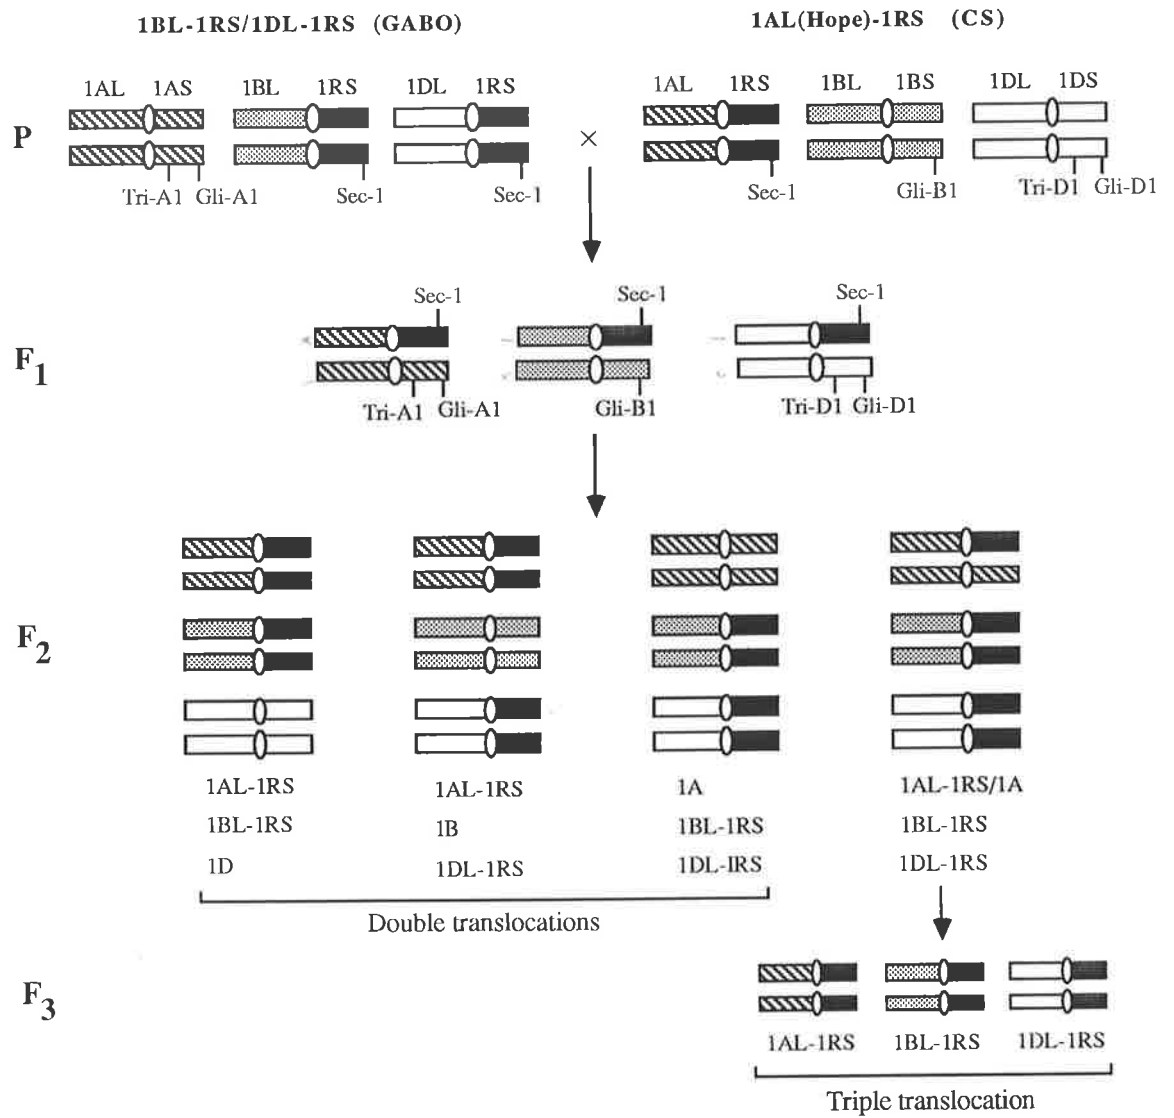 1BL-1RS/1DL-1RS (GABO) 1AL(Hope)-1RS (CS)
1AL 1AS 1BL 1RS 1DL 1RS 1AL 1RS 1BL 1BS 1DL 1DS
P ×
Tri-A1 Gli-A1 Sec-1 Sec-1 Sec-1 Gli-B1 Tri-D1 Gli-D1
Sec-1 Sec-1 Sec-1
F1
Tri-A1 Gli-A1 Gli-B1 Tri-D1 Gli-D1
F2
1AL-1RS 1AL-1RS 1A 1AL-1RS/1A
1BL-1RS 1B 1BL-1RS 1BL-1RS
1D 1DL-1RS 1DL-IRS 1DL-1RS
Double translocations
F3
1AL-1RS 1BL-1RS 1DL-1RS
Triple translocation